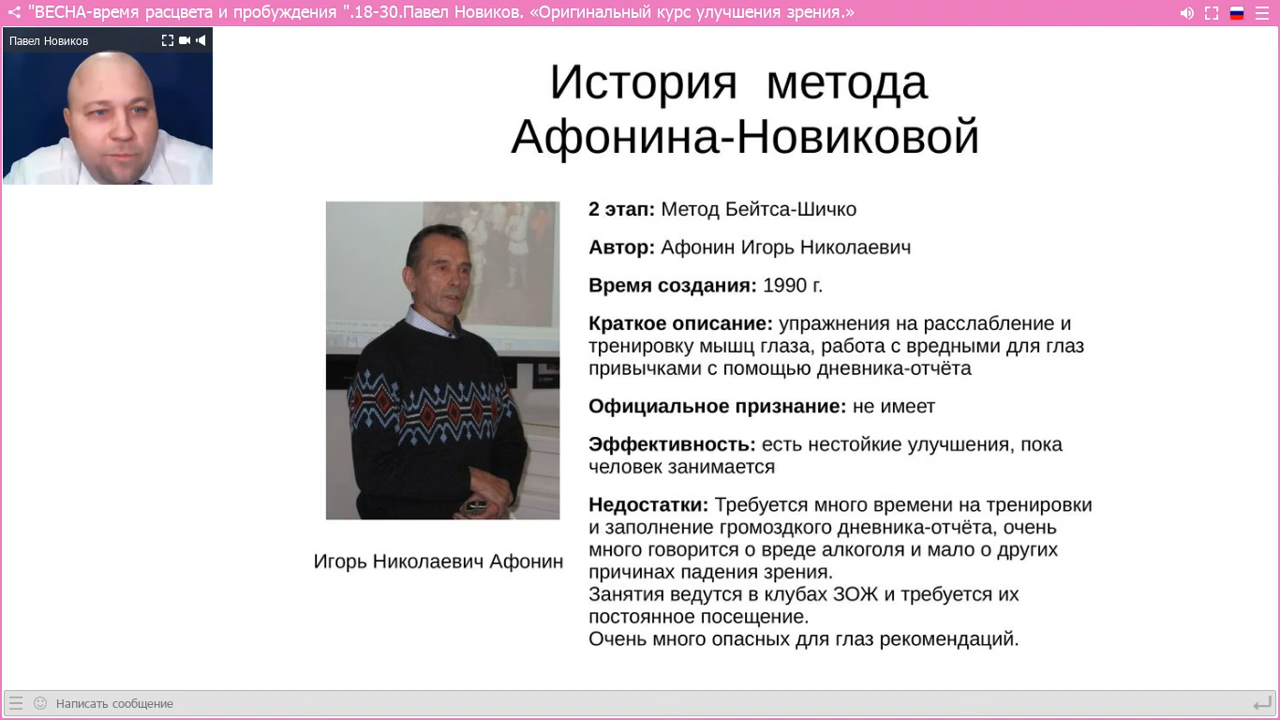 "ВЕСНА-время расцвета и пробуждения ".18-30.Павел Новиков. «Оригинальный курс улучшения зрения.»
Павел Новиков
История метода
Афонина-Новиковой
2 этап: Метод Бейтса-Шичко
Автор: Афонин Игорь Николаевич
Время создания: 1990 г.
Краткое описание: упражнения на расслабление и
тренировку мышц глаза, работа с вредными для глаз
привычками с помощью дневника-отчёта
Официальное признание: не имеет
Эффективность: есть нестойкие улучшения, пока
человек занимается
Недостатки: Требуется много времени на тренировки
и заполнение громоздкого дневника-отчёта, очень
много говорится о вреде алкоголя и мало о других
причинах падения зрения.
Занятия ведутся в клубах ЗОЖ и требуется их
постоянное посещение.
Очень много опасных для глаз рекомендаций.
Игорь Николаевич Афонин
Написать сообщение